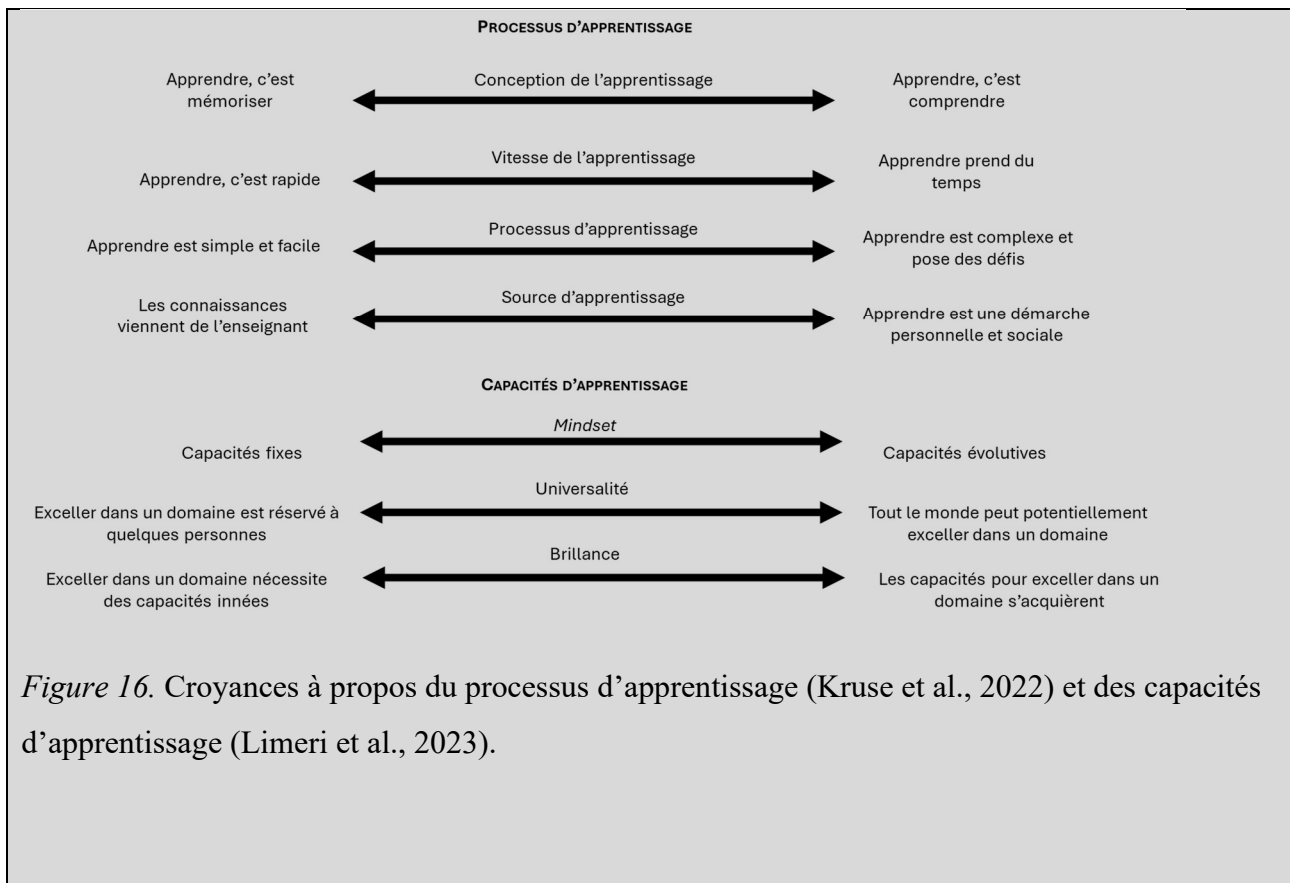 PROCESSUS D'APPRENTISSAGE
Apprendre, c'est
mémoriser
Conception de l'apprentissage
Apprendre, c'est
comprendre
Apprendre, c'est rapide
Vitesse de l'apprentissage
Apprendre prend du
temps
Apprendre est simple et facile
Processus d'apprentissage
Apprendre est complexe et
pose des défis
Les connaissances
viennent de l'enseignant
Source d'apprentissage
Apprendre est une démarche
personnelle et sociale
CAPACITÉS D'APPRENTISSAGE
Capacités fixes
Mindset
Capacités évolutives
Exceller dans un domaine est réservé à
quelques personnes
Universalité
Tout le monde peut potentiellement
exceller dans un domaine
Exceller dans un domaine nécessite
des capacités innées
Brillance
Les capacités pour exceller dans un
domaine s'acquièrent
Figure 16. Croyances à propos du processus d'apprentissage (Kruse et al., 2022) et des capacités
d'apprentissage (Limeri et al., 2023).